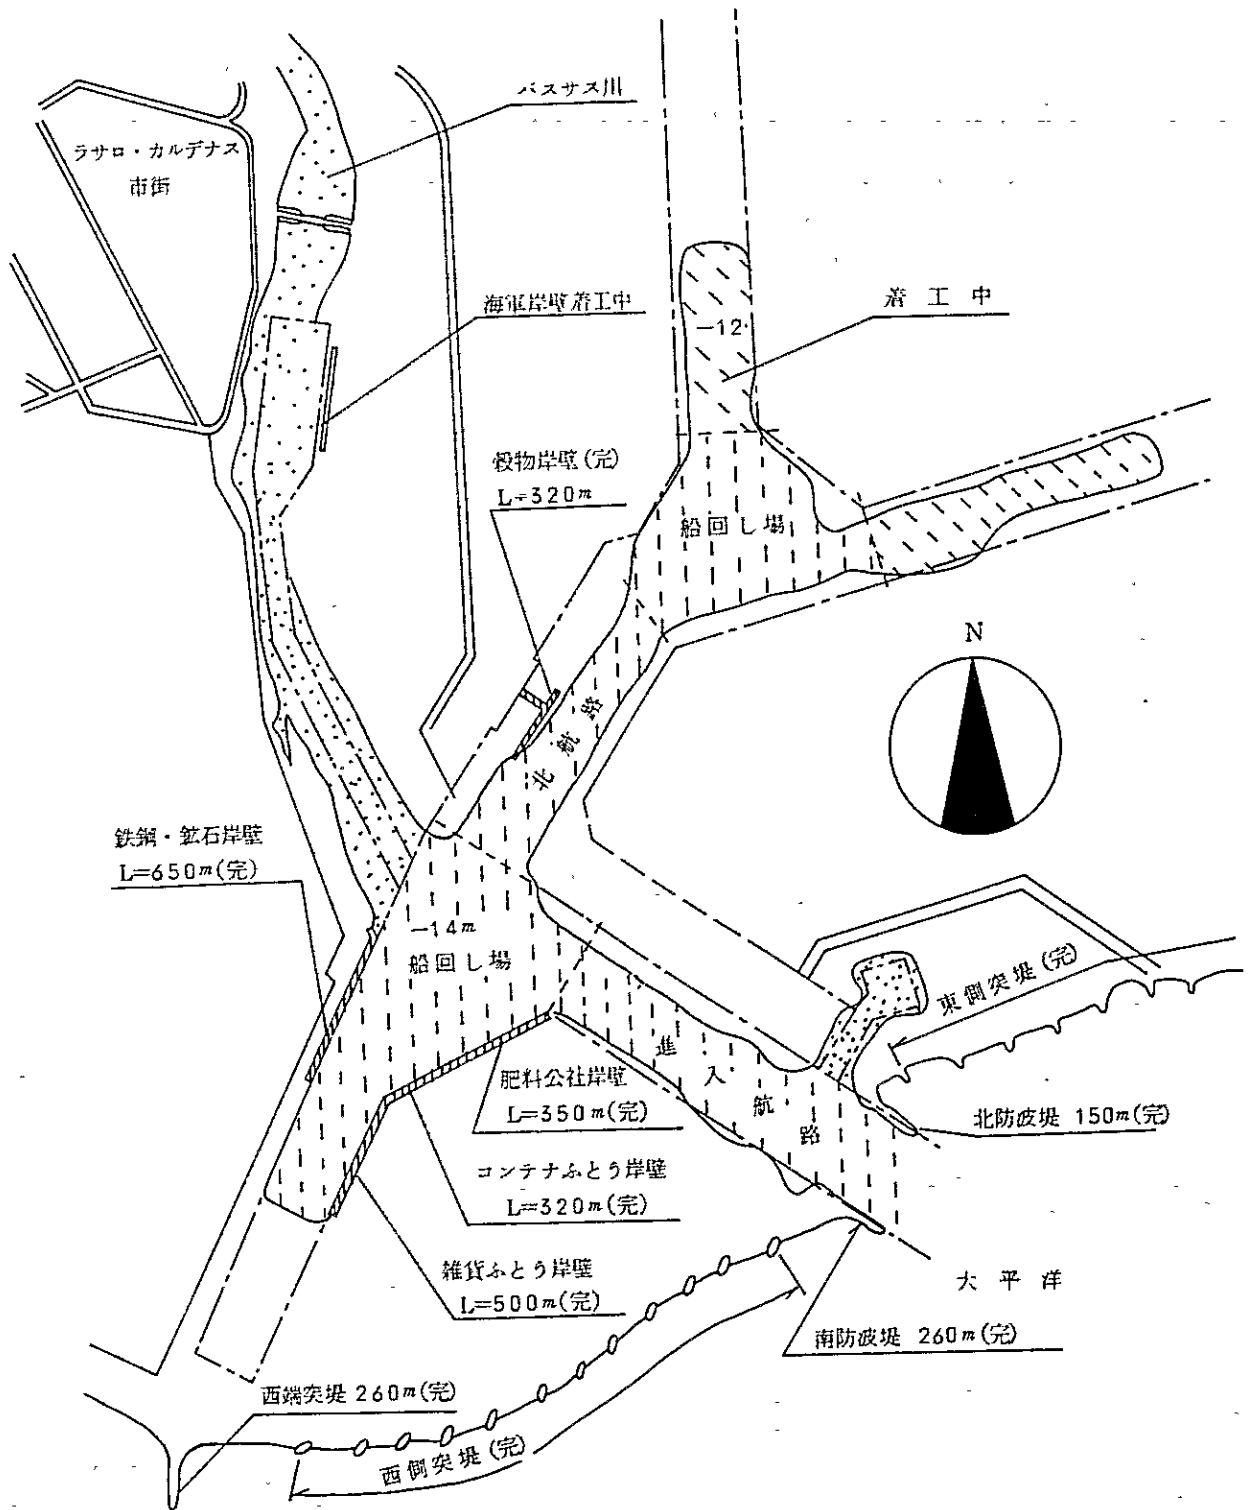 バスサス川
ラサロ・カルデナス
市街
海軍岸壁着工中
着工中
-12
穀物岸壁(完)
L=320m
船回し場
N
北航路
鉄鋼・鉱石岸壁
L=650m(完)
-14m
船回し場
東側突堤(完)
進入航路
肥料公社岸壁
L=350m(完)
北防波堤 150m(完)
コンテナふとう岸壁
L=320m(完)
雑貨ふとう岸壁
L=500m(完)
大平洋
南防波堤 260m(完)
西端突堤 260m(完)
西側突堤(完)